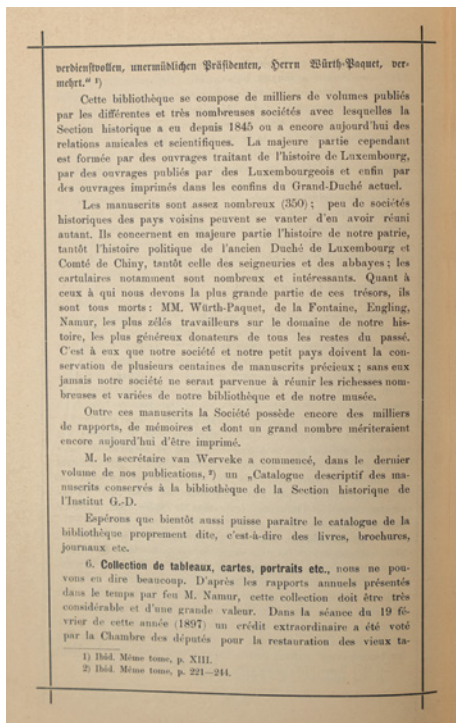 verdienstvollen, unermüdlichen Präsidenten, Herrn Würth-Paquet, ver-
mehrt." ¹)
Cette bibliothèque se compose de milliers de volumes publiés
par les différentes et très nombreuses sociétés avec lesquelles la
Section historique a eu depuis 1845 ou a encore aujourd'hui des
relations amicales et scientifiques. La majeure partie cependant
est formée par des ouvrages traitant de l'histoire de Luxembourg,
par des ouvrages publiés par des Luxembourgeois et enfin par
des ouvrages imprimés dans les confins du Grand-Duché actuel.
Les manuscrits sont assez nombreux (350) ; peu de sociétés
historiques des pays voisins peuvent se vanter d'en avoir réuni
autant. Ils concernent en majeure partie l'histoire de notre patrie,
tantôt l'histoire politique de l'ancien Duché de Luxembourg et
Comté de Chiny, tantôt celle des seigneuries et des abbayes ; les
cartulaires notamment sont nombreux et intéressants. Quant à
ceux à qui nous devons la plus grande partie de ces trésors, ils
sont tous morts : MM. Würth-Paquet, de la Fontaine, Engling,
Namur, les plus zélés travailleurs sur le domaine de notre his-
toire, les plus généreux donateurs de tous les restes du passé.
C'est à eux que notre société et notre petit pays doivent la con-
servation de plusieurs centaines de manuscrits précieux ; sans eux
jamais notre société ne serait parvenue à réunir les richesses nom-
breuses et variées de notre bibliothèque et de notre musée.
Outre ces manuscrits la Société possède encore des milliers
de rapports, de mémoires et dont un grand nombre mériteraient
encore aujourd'hui d'être imprimé.
M. le secrétaire van Werveke a commencé, dans le dernier
volume de nos publications, ²) un „Catalogue descriptif des ma-
nuscrits conservés à la bibliothèque de la Section historique de
l'Institut G.-D.
Espérons que bientôt aussi puisse paraître le catalogue de la
bibliothèque proprement dite, c'est-à-dire des livres, brochures,
journaux etc.
6. Collection de tableaux, cartes, portraits etc., nous ne pou-
vons en dire beaucoup. D'après les rapports annuels présentés
dans le temps par feu M. Namur, cette collection doit être très
considérable et d'une grande valeur. Dans la séance du 19 fé-
vrier de cette année (1897) un crédit extraordinaire a été voté
par la Chambre des députés pour la restauration des vieux ta-
1) Ibid. Même tome, p. XIII.
2) Ibid. Même tome, p. 221—244.